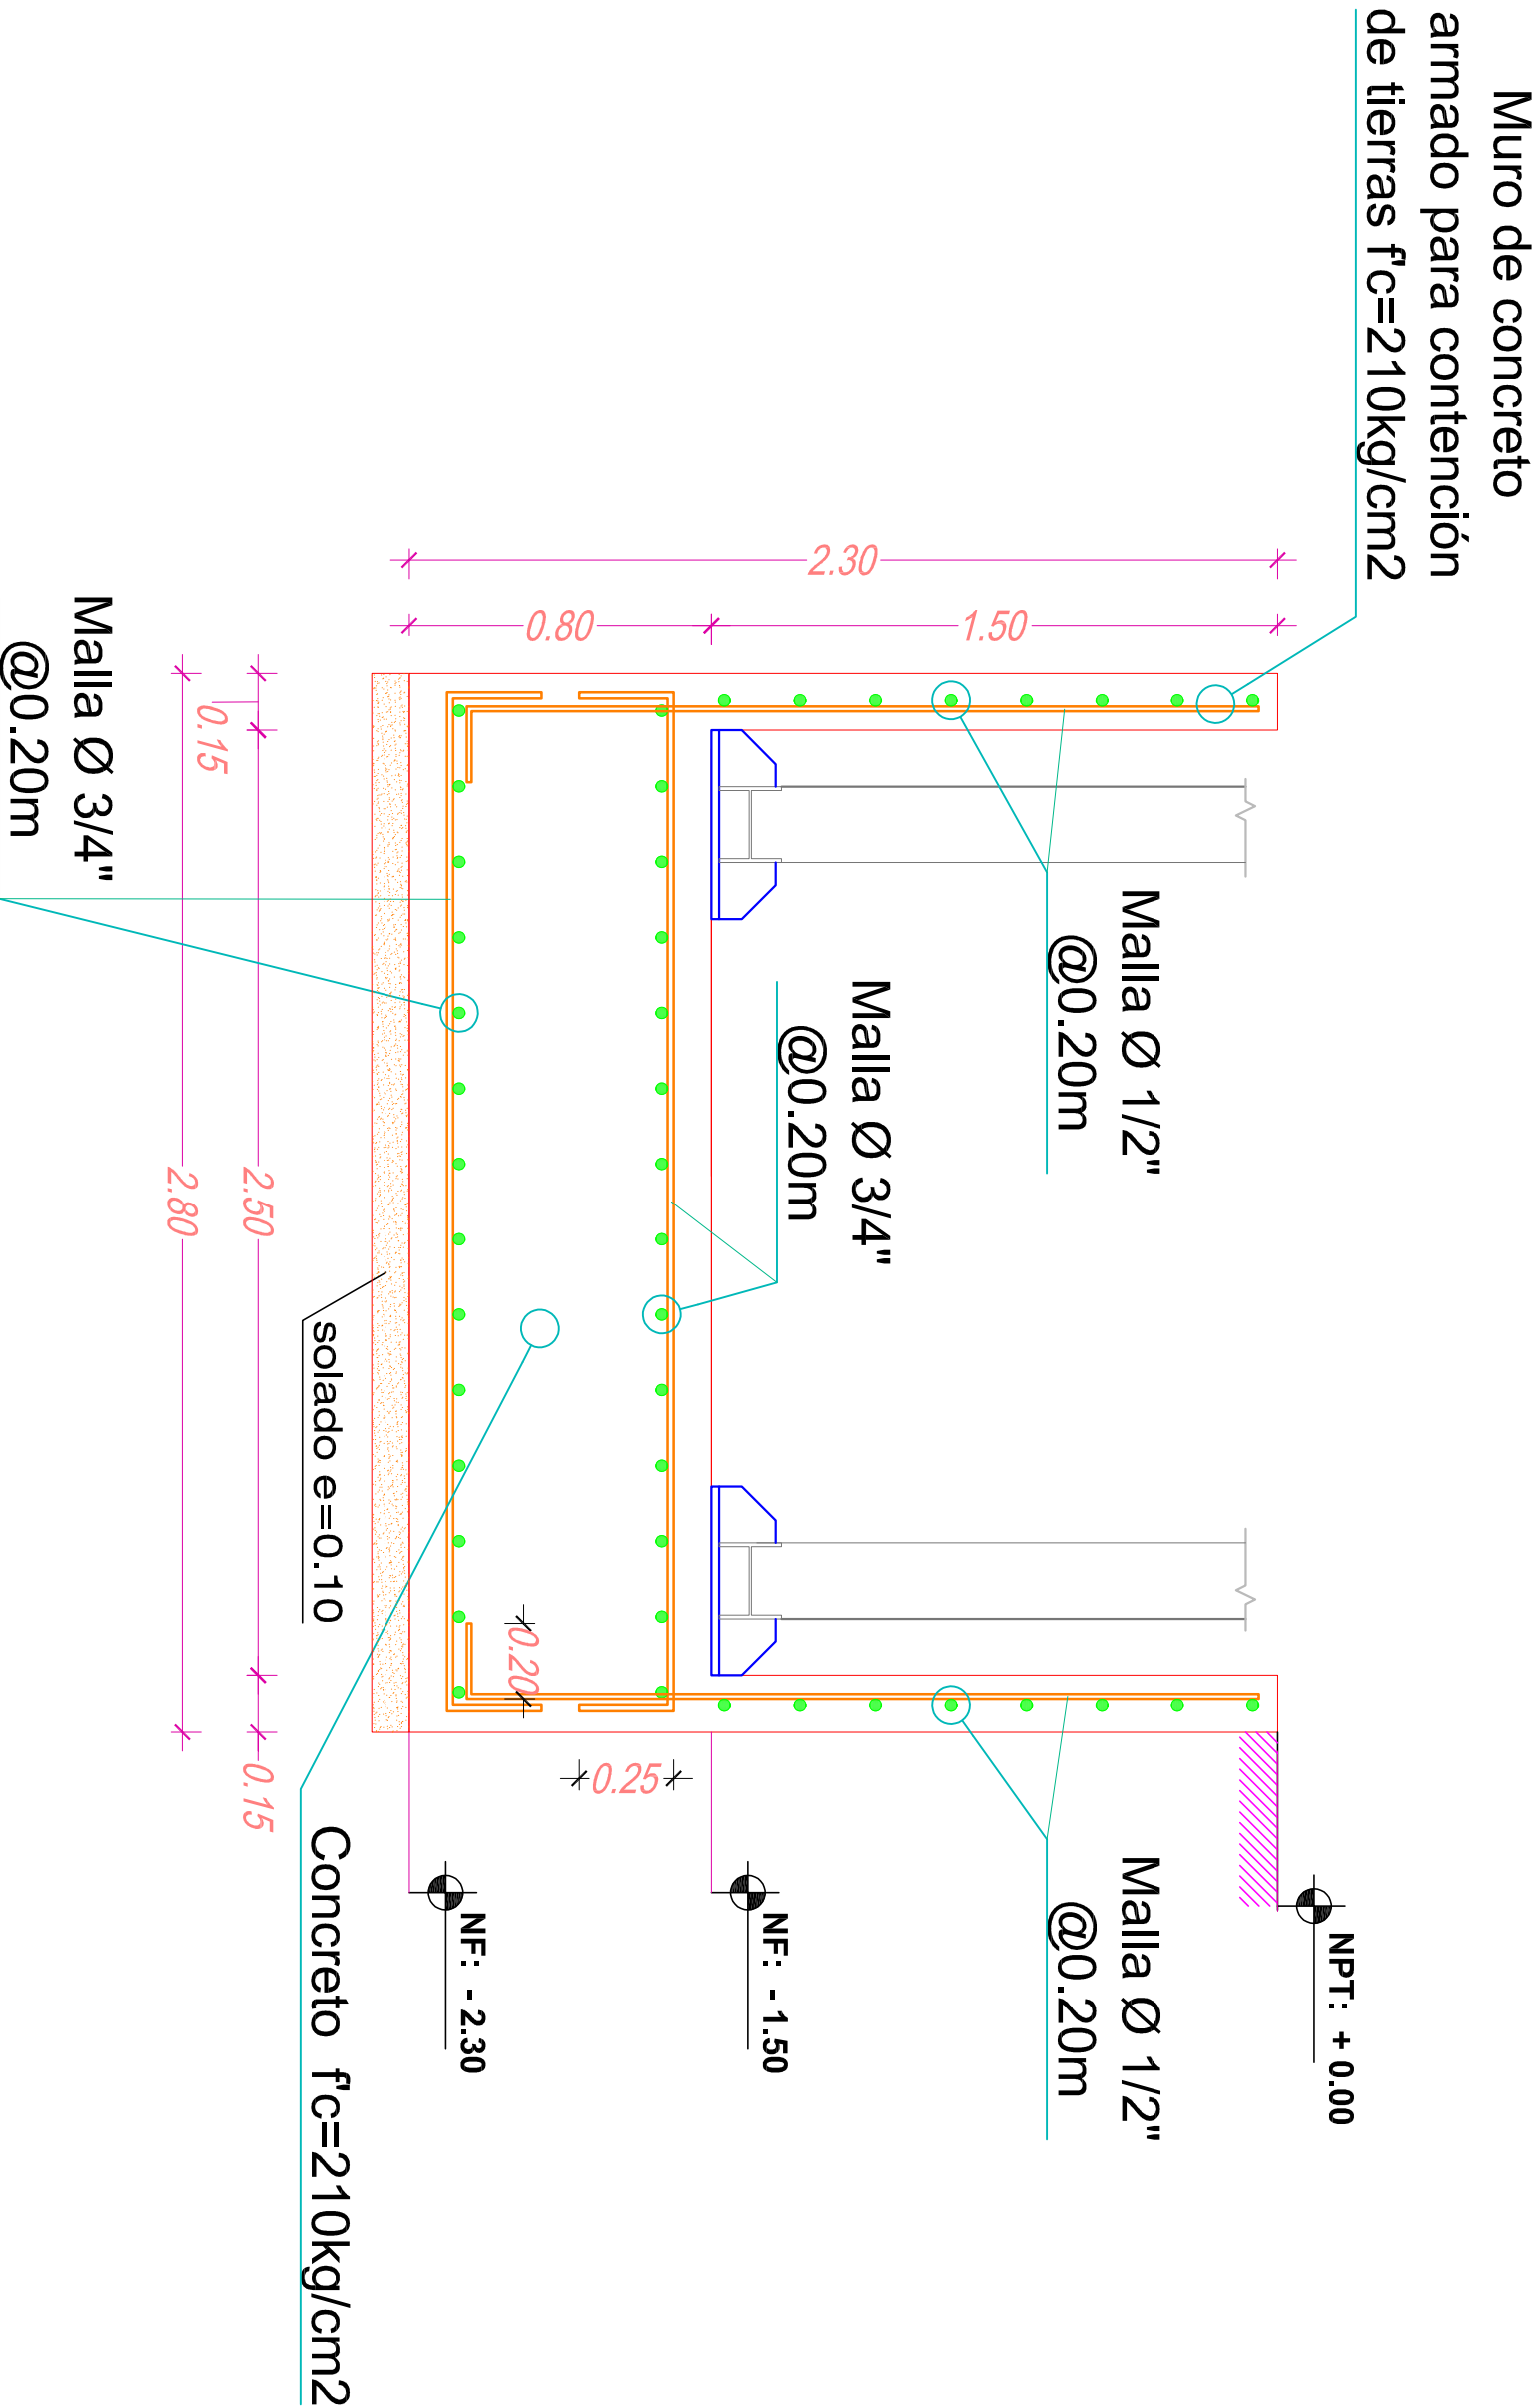 Muro de concreto
armado para contención
de tierras f'c=210kg/cm2
NPT: + 0.00
Malla Ø 1/2"
@0.20m
Malla Ø 1/2"
@0.20m
2.30
1.50
0.80
Malla Ø 3/4"
@0.20m
NF: - 1.50
0.20
0.25
NF: - 2.30
solado e=0.10
Concreto f'c=210kg/cm2
0.15
2.50
0.15
2.80
Malla Ø 3/4"
@0.20m